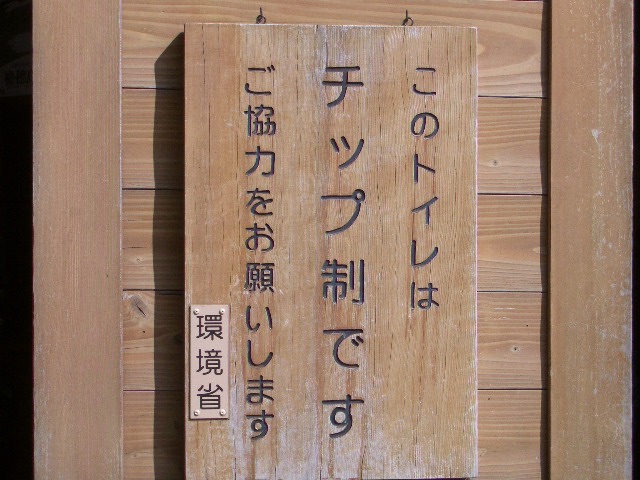 このトイレは
チップ制です
ご協力をお願いします
環境省